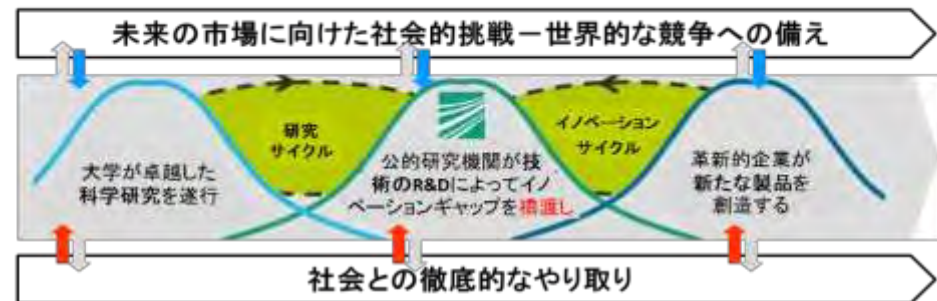 未来の市場に向けた社会的挑戦－世界的な競争への備え
研究
サイクル
イノベーション
サイクル
大学が卓越した
科学研究を遂行
公的研究機関が技
術のR&Dによってイノ
ベーションギャップを橋渡し
革新的企業が
新たな製品を
創造する
社会との徹底的なやり取り